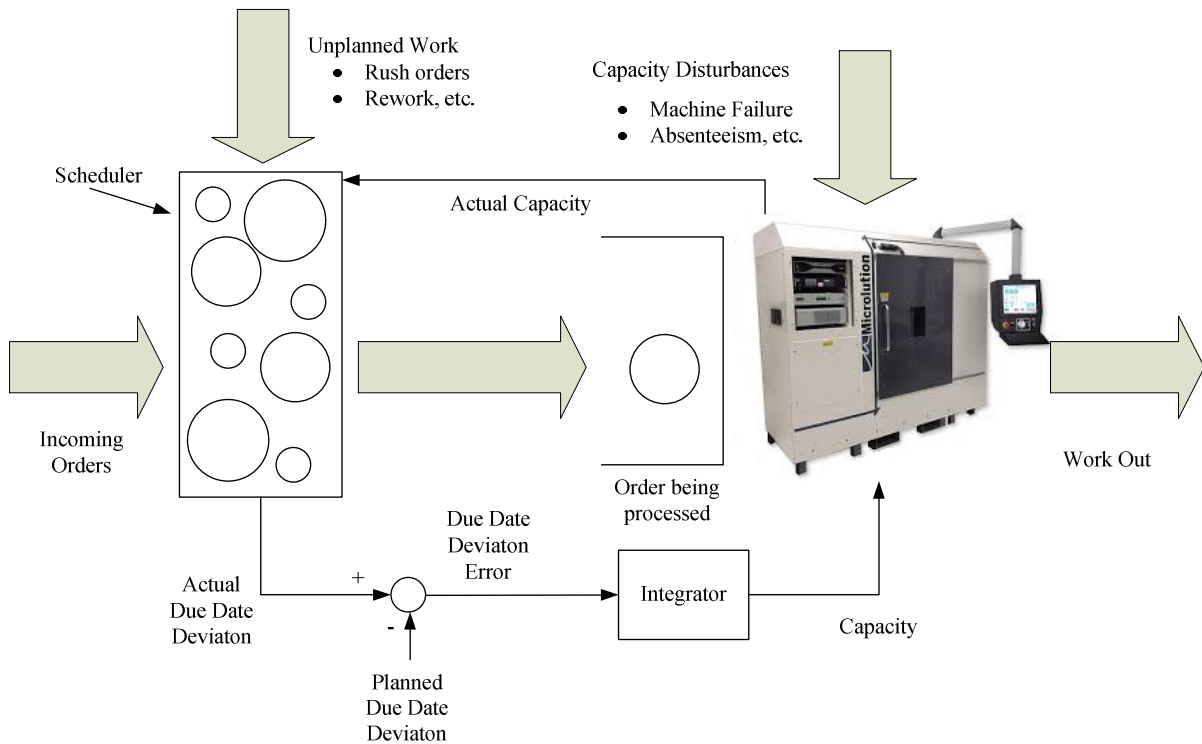 Unplanned Work
• Rush orders
• Rework, etc.
Capacity Disturbances
• Machine Failure
• Absenteeism, etc.
Scheduler
Actual Capacity
Microlution
Incoming
Orders
Work Out
Order being
processed
Due Date
Deviaton
Error
Actual
Due Date
Deviaton
+
-
Integrator
Capacity
Planned
Due Date
Deviaton